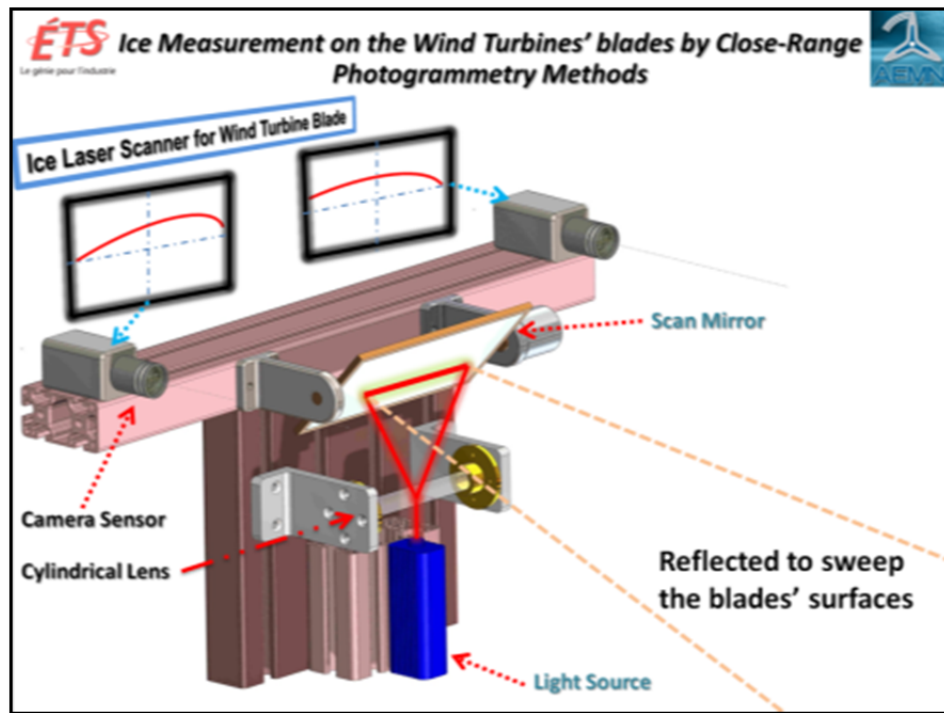 ÉTS
Le génie pour l'industrie
Ice Measurement on the Wind Turbines' blades by Close-Range
Photogrammetry Methods
AEMN
Ice Laser Scanner for Wind Turbine Blade
Scan Mirror
Camera Sensor
Cylindrical Lens
Reflected to sweep
the blades' surfaces
Light Source